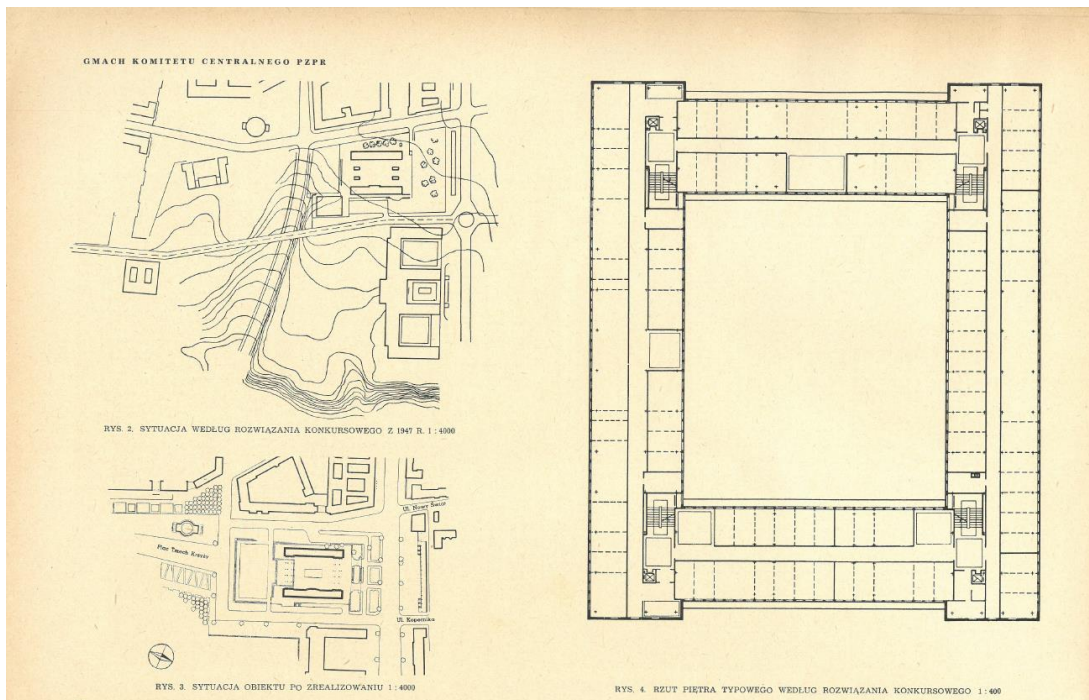 GMACH KOMITETU CENTRALNEGO PZPR
RYS. 2. SYTUACJA WEDŁUG ROZWIĄZANIA KONKURSOWEGO Z 1947 R. 1 : 4000
Ul. Nowy Świat
Plac Trzech Krzyży
Ul. Kopernika
RYS. 3. SYTUACJA OBIEKTU PO ZREALIZOWANIU 1 : 4000
RYS. 4. RZUT PIĘTRA TYPOWEGO WEDŁUG ROZWIĄZANIA KONKURSOWEGO 1 : 400